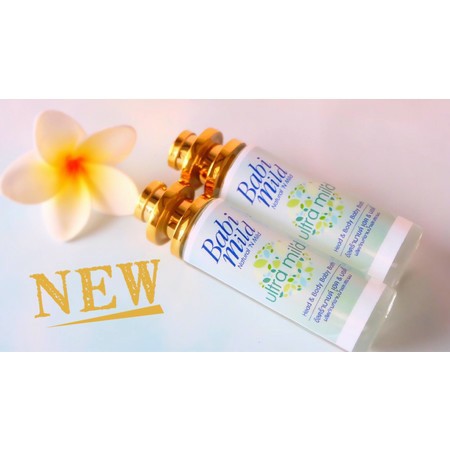 NEW
Babi
mild
Natural 'N Mild
ultra mild
Head & Body Baby Bath
Babi
mild
Natural 'N Mild
ultra mild
Head & Body Baby Bath